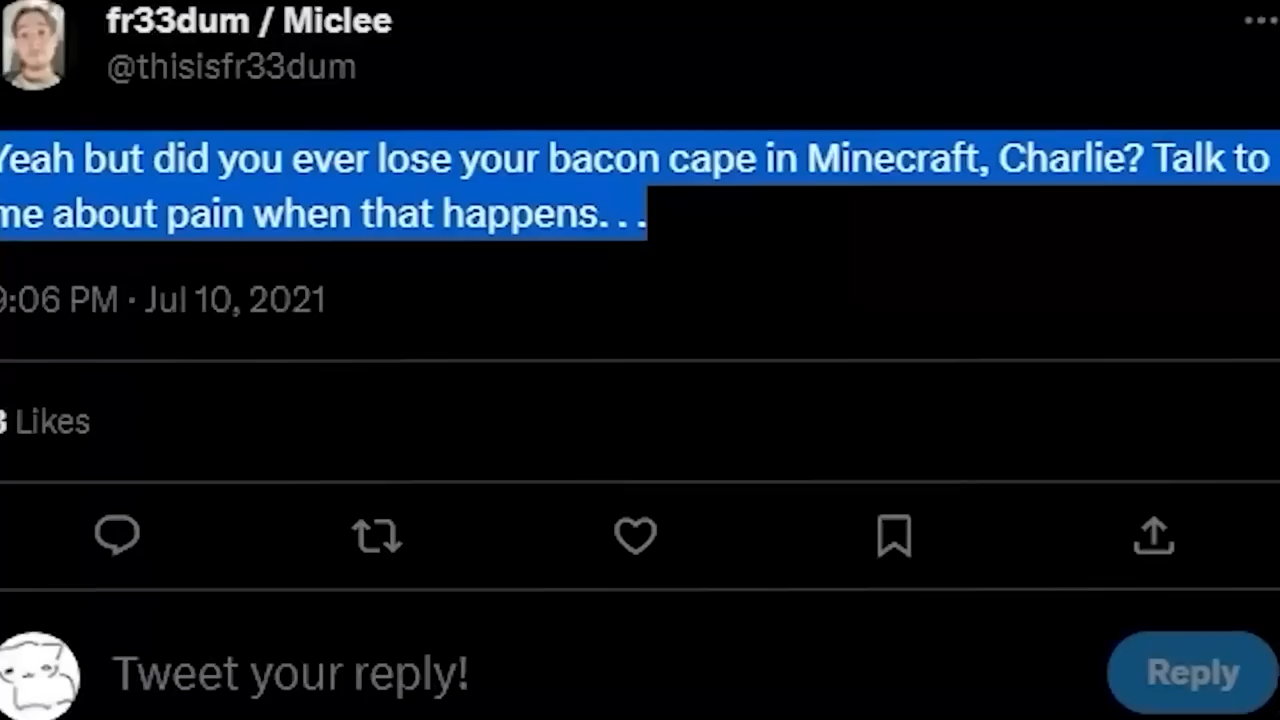 fr33dum / Miclee
@thisisfr33dum
Yeah but did you ever lose your bacon cape in Minecraft, Charlie? Talk to
me about pain when that happens. . .
9:06 PM · Jul 10, 2021
3 Likes
Tweet your reply!
Reply